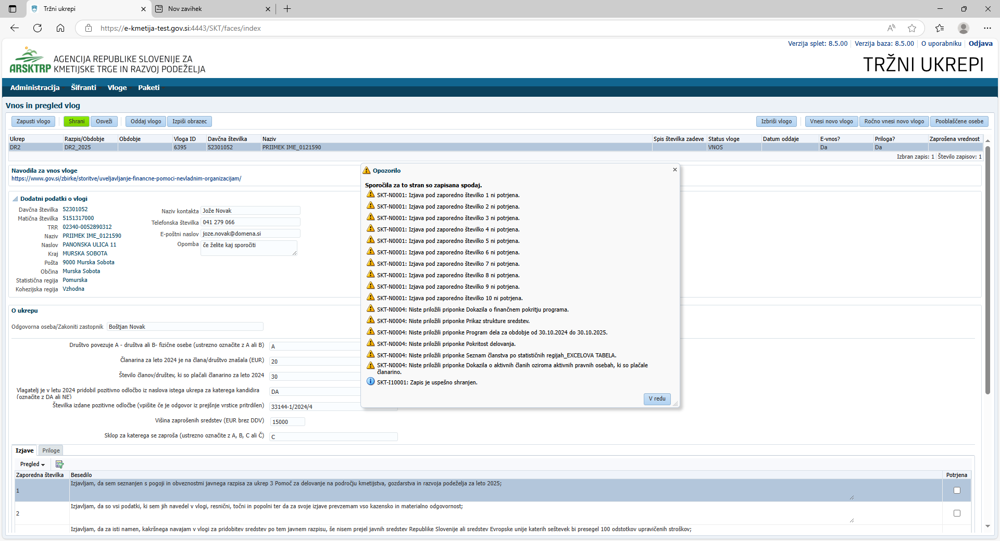 Tržni ukrepi
Nov zavihek
https://e-kmetija-test.gov.si:4443/SKT/faces/index
Verzija splet: 8.5.00 Verzija baza: 8.5.00 O uporabniku Odjava
ARSKTRP
AGENCIJA REPUBLIKE SLOVENIJE ZA
KMETIJSKE TRGE IN RAZVOJ PODEŽELJA
TRŽNI UKREPI
Administracija Šifranti Vloge Paketi
Vnos in pregled vlog
Zapusti vlogo Shrani Osveži Oddaj vlogo Izpiši obrazec Izbriši vlogo Vnesi novo vlogo Ročno vnesi novo vlogo Pooblaščene osebe
Ukrep Razpis/Obdobje Obdobje Vloga ID Davčna številka Naziv Spis številka zadeve Status vloge Datum oddaje E-vnos? Priloga? Zaprošena vrednost
DR2 DR2_2025 6395 52301052 PRIIMEK IME_0121590 VNOS Da Da
Izbran zapis: 1 Število zapisov: 1
Navodila za vnos vloge
https://www.gov.si/zbirke/storitve/uveljavljanje-financne-pomoci-nevladnim-organizacijam/
Dodatni podatki o vlogi
Davčna številka 52301052
Matična številka 5151317000
TRR 02340-0052890312
Naziv PRIIMEK IME_0121590
Naslov PANONSKA ULICA 11
Kraj MURSKA SOBOTA
Pošta 9000 Murska Sobota
Občina Murska Sobota
Statistična regija Pomurska
Kohezijska regija Vzhodna
Naziv kontakta Jože Novak
Telefonska številka 041 279 066
E-poštni naslov joze.novak@domena.si
Opomba če želite kaj sporočiti
Opozorilo
Sporočila za to stran so zapisana spodaj.
SKT-N0001: Izjava pod zaporedno številko 1 ni potrjena.
SKT-N0001: Izjava pod zaporedno številko 2 ni potrjena.
SKT-N0001: Izjava pod zaporedno številko 3 ni potrjena.
SKT-N0001: Izjava pod zaporedno številko 4 ni potrjena.
SKT-N0001: Izjava pod zaporedno številko 5 ni potrjena.
SKT-N0001: Izjava pod zaporedno številko 6 ni potrjena.
SKT-N0001: Izjava pod zaporedno številko 7 ni potrjena.
SKT-N0001: Izjava pod zaporedno številko 8 ni potrjena.
SKT-N0001: Izjava pod zaporedno številko 9 ni potrjena.
SKT-N0001: Izjava pod zaporedno številko 10 ni potrjena.
SKT-N0004: Niste priložili priponke Dokazila o finančnem pokritju programa.
SKT-N0004: Niste priložili priponke Prikaz strukture sredstev.
SKT-N0004: Niste priložili priponke Program dela za obdobje od 30.10.2024 do 30.10.2025.
SKT-N0004: Niste priložili priponke Pokritost delovanja.
SKT-N0004: Niste priložili priponke Seznam članstva po statističnih regijah_EXCELOVA TABELA.
SKT-N0004: Niste priložili priponke Dokazila o aktivnih članih oziroma aktivnih pravnih osebah, ki so plačale
članarino.
SKT-I10001: Zapis je uspešno shranjen.
V redu
O ukrepu
Odgovorna oseba/Zakoniti zastopnik Boštjan Novak
Društvo povezuje A - društva ali B- fizične osebe (ustrezno označite z A ali B) A
Članarina za leto 2024 je na člana/društvo znašala (EUR) 20
Število članov/društev, ki so plačali članarino za leto 2024 30
Vlagatelj je v letu 2024 pridobil pozitivno odločbo iz naslova istega ukrepa za katerega kandidira
(označite z DA ali NE) DA
Številka izdane pozitivne odločbe (vpišite če je odgovor iz prejšnje vrstice pritrdilen) 33144-1/2024/4
Višina zaprošenih sredstev (EUR brez DDV) 15000
Sklop za katerega se zaproša (ustrezno označite z A, B, C ali Č) C
Izjave Priloge
Pregled
Zaporedna številka Besedilo Potrjena
1 Izjavljam, da sem seznanjen s pogoji in obveznostmi javnega razpisa za ukrep 3 Pomoč za delovanje na področju kmetijstva, gozdarstva in razvoja podeželja za leto 2025;
2 Izjavljam, da so vsi podatki, ki sem jih navedel v vlogi, resnični, točni in popolni ter da za svoje izjave prevzemam vso kazensko in materialno odgovornost;
Izjavljam, da za isti namen, kakršnega navajam v vlogi za pridobitev sredstev po tem javnem razpisu, še nisem prejel javnih sredstev Republike Slovenije ali sredstev Evropske unije katerih seštevek bi presegel 100 odstotkov upravičenih stroškov;